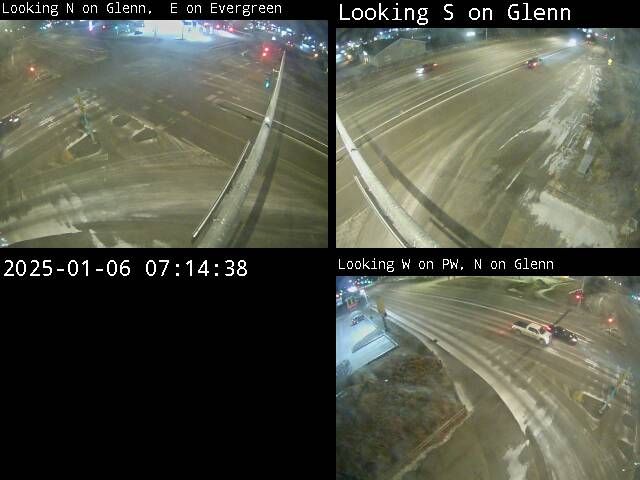 Looking N on Glenn,  E on Evergreen
Looking S on Glenn
2025-01-06 07:14:38
Looking W on PW, N on Glenn